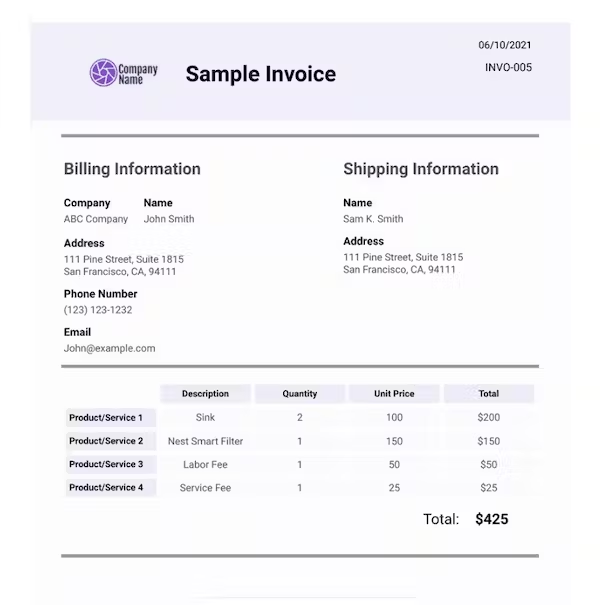 06/10/2021
Company
Name
Sample Invoice
INVO-005
Billing Information
Shipping Information
Company Name
ABC Company John Smith
Name
Sam K. Smith
Address
111 Pine Street, Suite 1815
San Francisco, CA, 94111
Address
111 Pine Street, Suite 1815
San Francisco, CA, 94111
Phone Number
(123) 123-1232
Email
John@example.com
Description Quantity Unit Price Total
Product/Service 1 Sink 2 100 $200
Product/Service 2 Nest Smart Filter 1 150 $150
Product/Service 3 Labor Fee 1 50 $50
Product/Service 4 Service Fee 1 25 $25
Total: $425